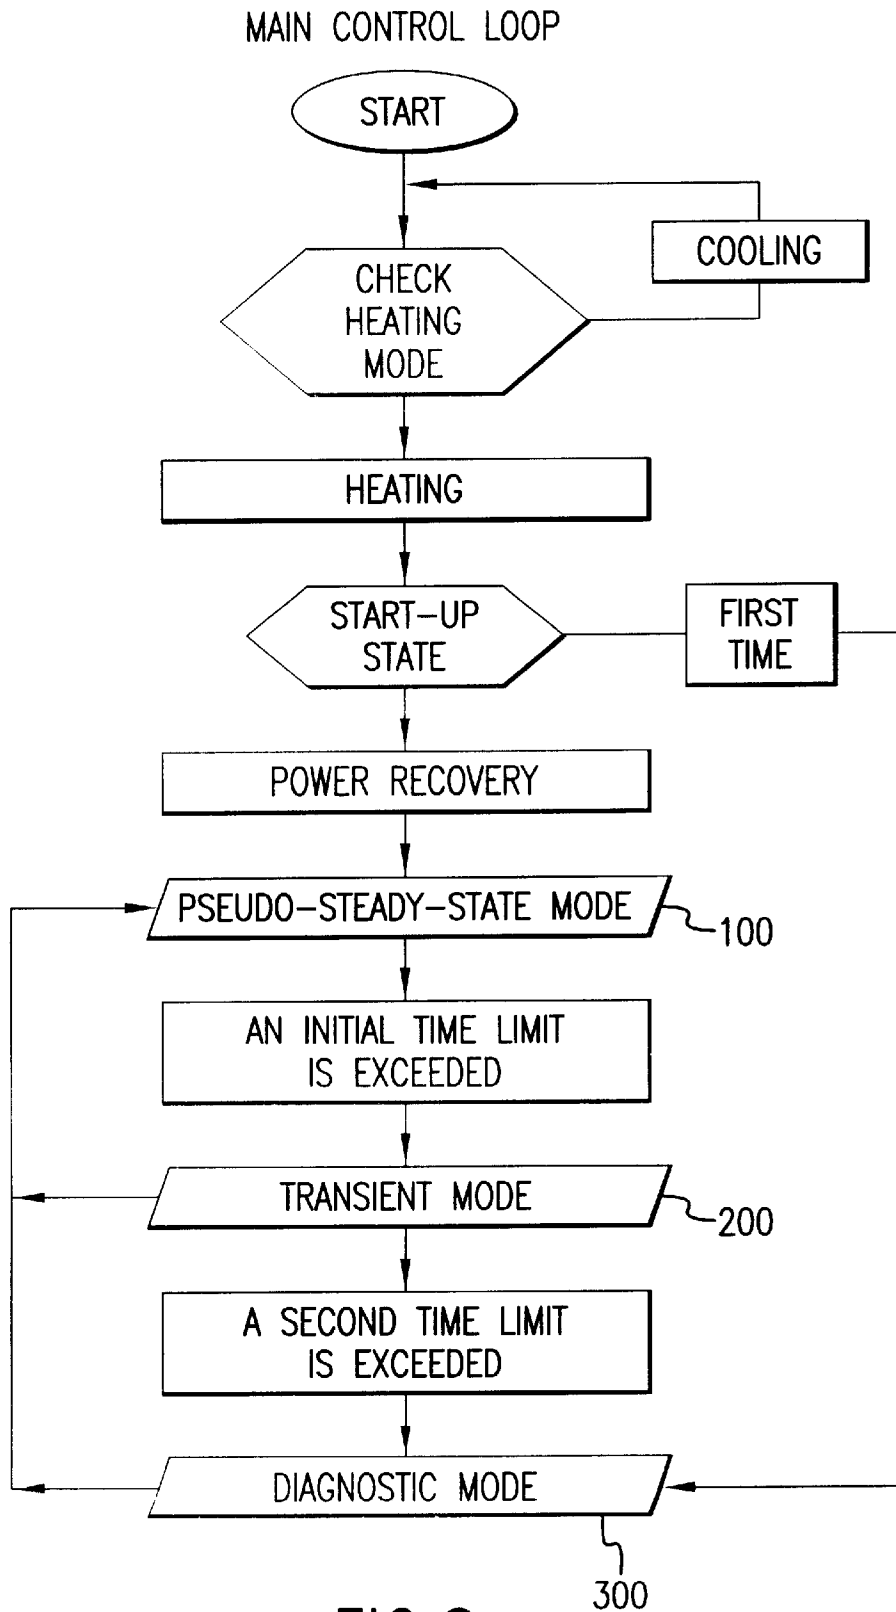 MAIN CONTROL LOOP
START
COOLING
CHECK
HEATING
MODE
HEATING
START-UP
STATE
FIRST
TIME
POWER RECOVERY
PSEUDO-STEADY-STATE MODE
100
AN INITIAL TIME LIMIT
IS EXCEEDED
TRANSIENT MODE
200
A SECOND TIME LIMIT
IS EXCEEDED
DIAGNOSTIC MODE
300